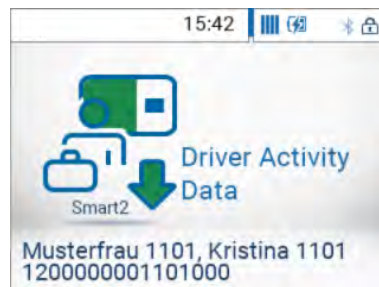 15:42
Driver Activity
Data
Smart2
Musterfrau 1101, Kristina 1101
1200000001101000